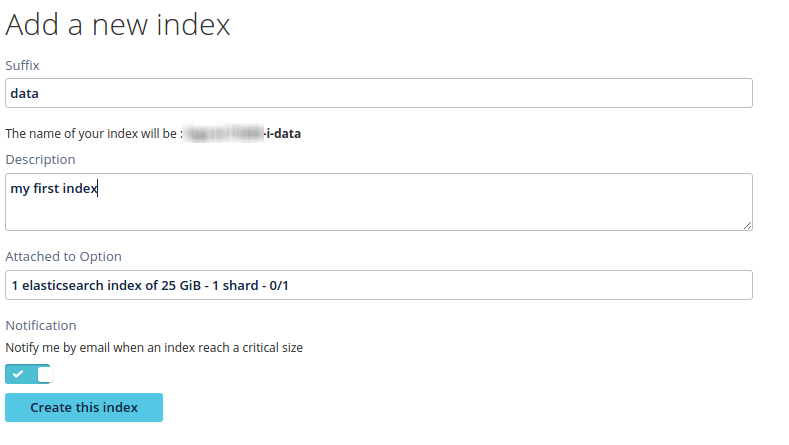 Add a new index
Suffix
data
The name of your index will be : -i-data
Description
my first index
Attached to Option
1 elasticsearch index of 25 GiB - 1 shard - 0/1
Notification
Notify me by email when an index reach a critical size
Create this index